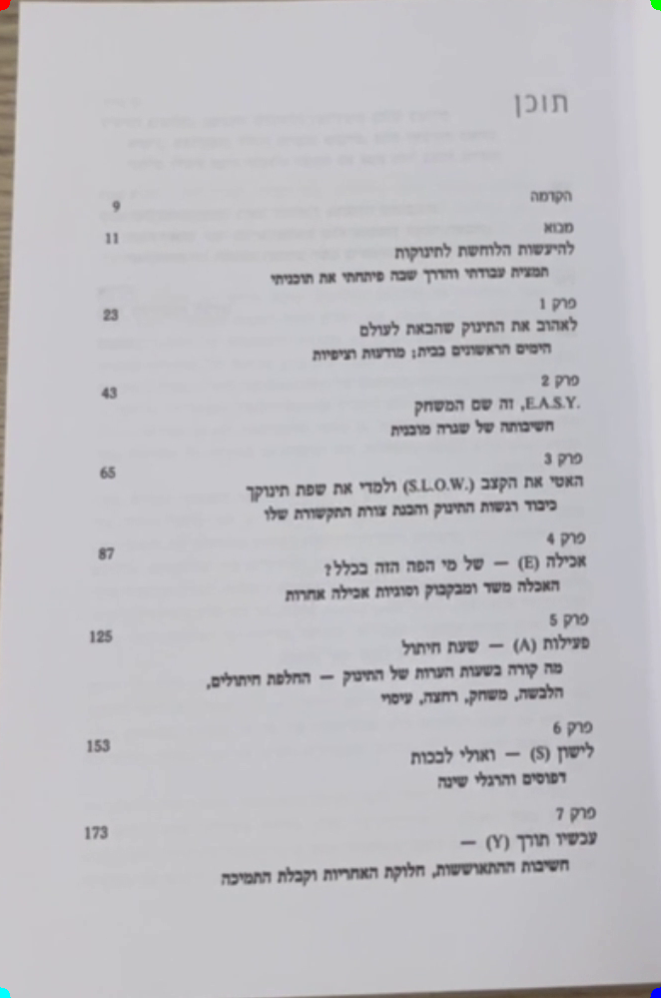 תוכן
הקדמה 9
מבוא 11
להיעשות הלוחשת לתינוקות
תמצית עבודתי והדרך שבה פיתחתי את תוכניתי
פרק 1 23
לאהוב את התינוק שהבאת לעולם
הימים הראשונים בבית; מודעות וציפיות
פרק 2 43
E.A.S.Y., זה שם המשחק
חשיבותה של שגרה מובנית
פרק 3 65
האטי את הקצב (S.L.O.W.) ולמדי את שפת תינוקך
כיבוד רגשות התינוק והבנת צורת התקשורת שלו
פרק 4 87
אכילה (E) — של מי הפה הזה בכלל?
האכלה משד ומבקבוק וסוגיות אכילה אחרות
פרק 5 125
פעילות (A) — שעת חיתול
מה קורה בשעות הערות של התינוק — החלפת חיתולים,
הלבשה, משחק, רחצה, עיסוי
פרק 6 153
לישון (S) — ואולי לבכות
דפוסים והרגלי שינה
פרק 7 173
עכשיו תורך (Y) —
חשיבות ההתאוששות, חלוקת האחריות וקבלת התמיכה